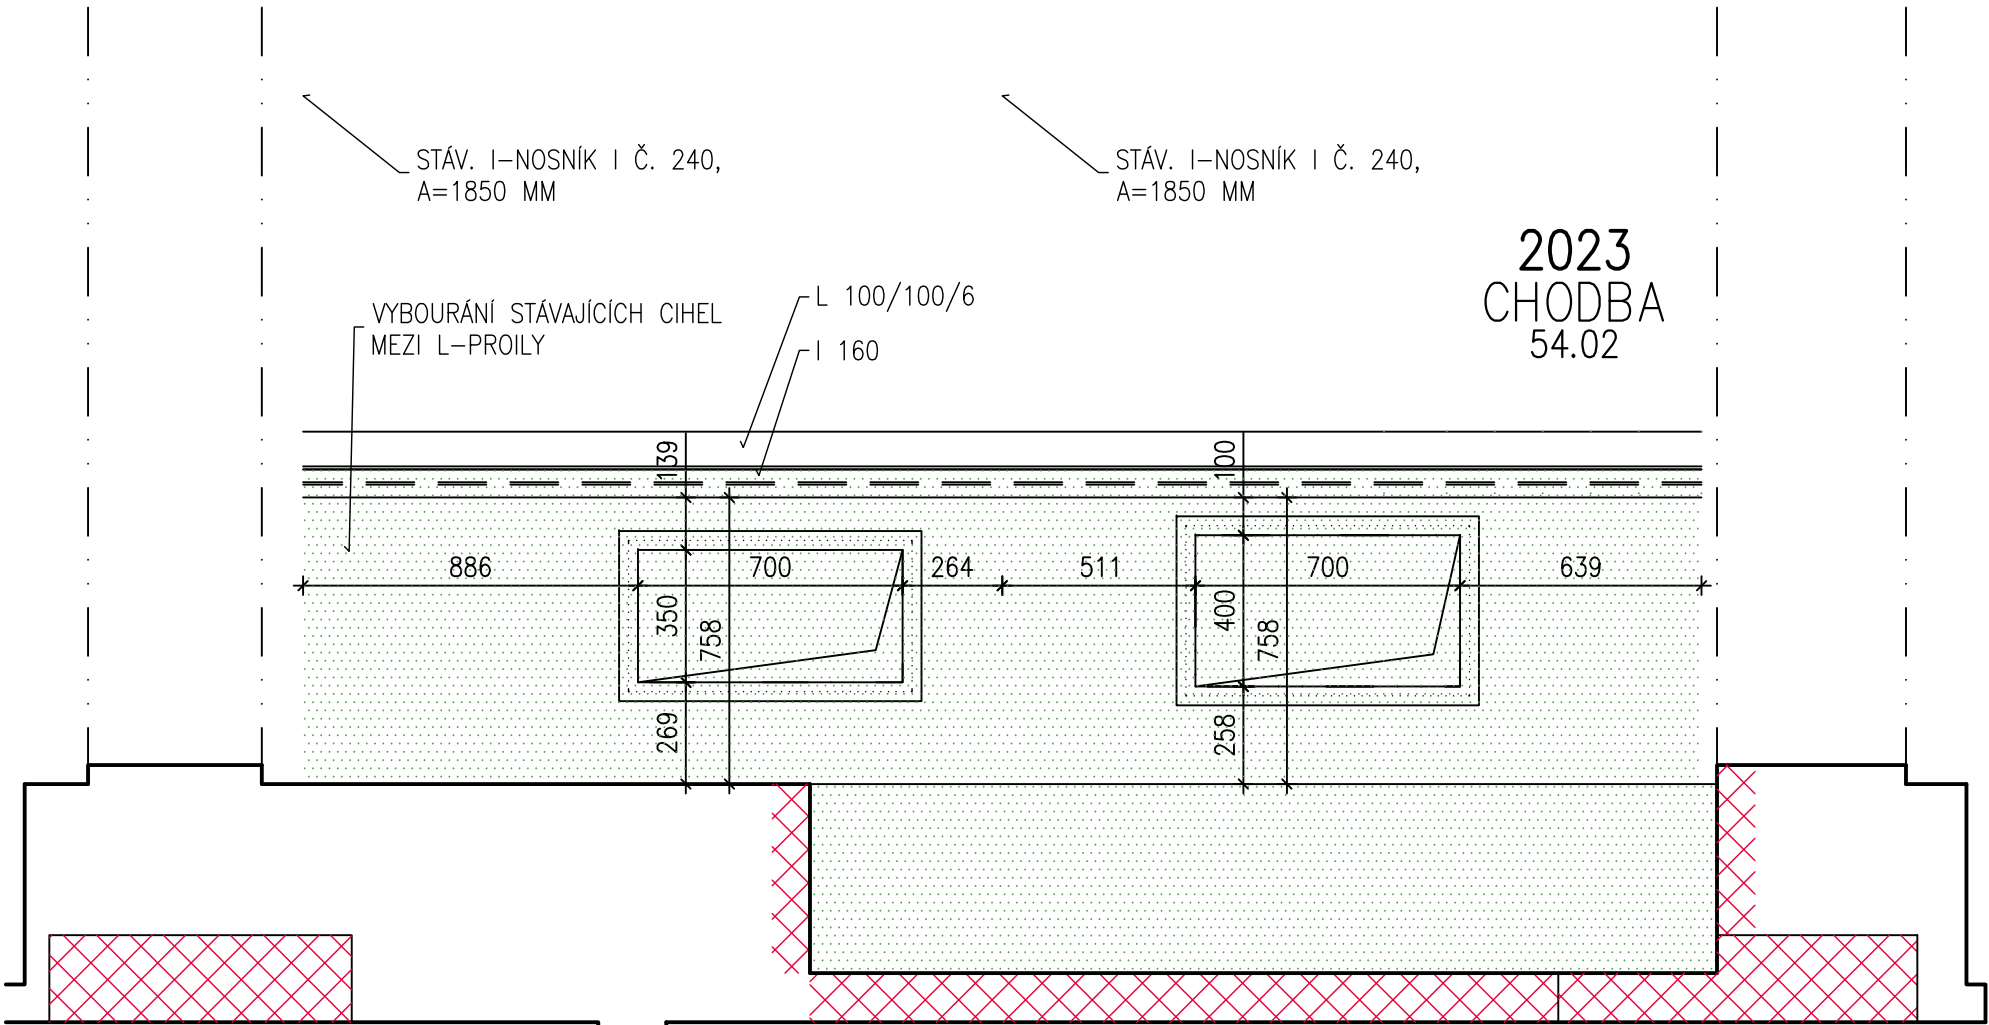 STÁV. I-NOSNÍK I Č. 240,
A=1850 MM
STÁV. I-NOSNÍK I Č. 240,
A=1850 MM
2023
CHODBA
54.02
VYBOURÁNÍ STÁVAJÍCÍCH CIHEL
MEZI L-PROILY
L 100/100/6
I 160
139
100
886
700
264
511
700
639
350
758
400
758
269
258